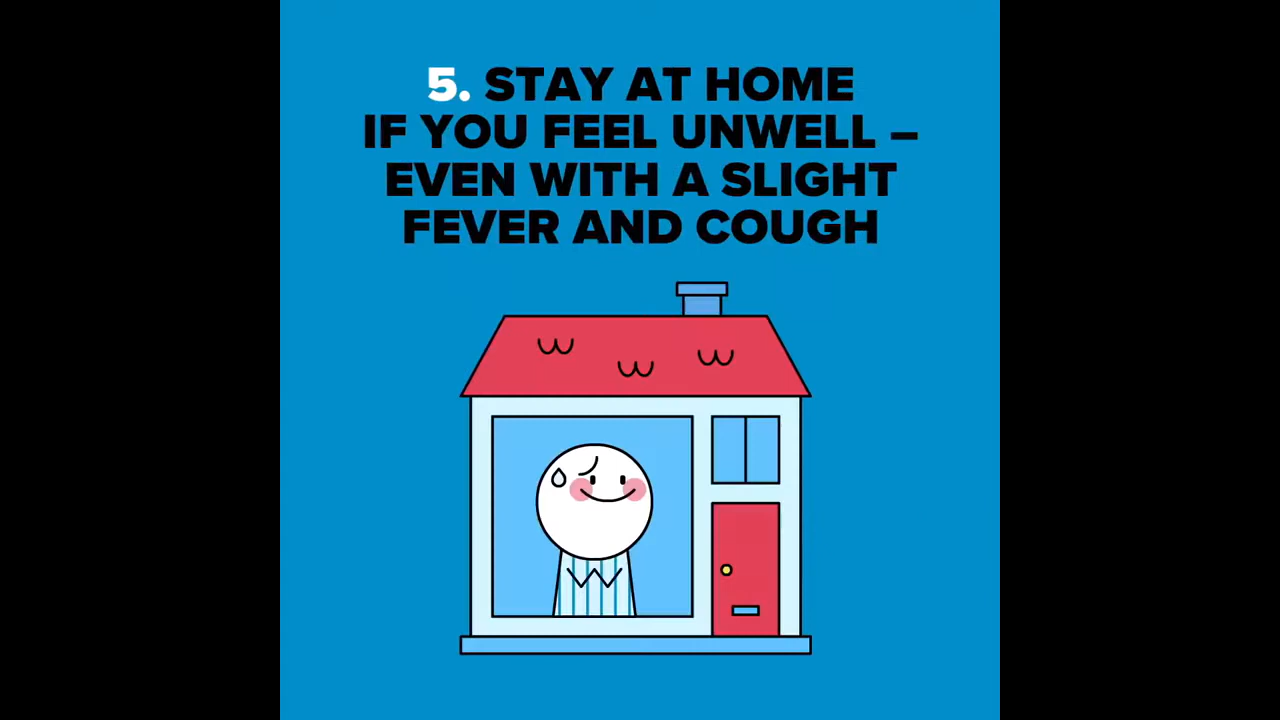 5. STAY AT HOME
IF YOU FEEL UNWELL –
EVEN WITH A SLIGHT
FEVER AND COUGH